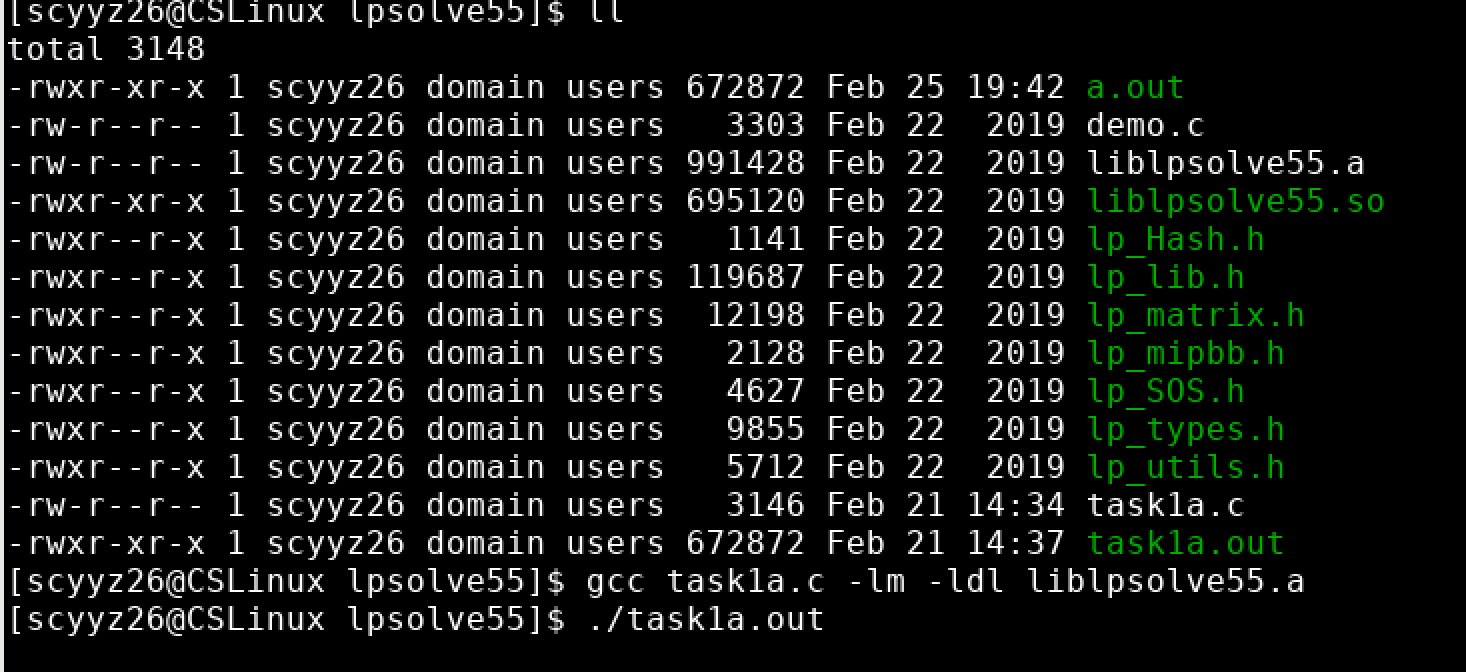 [scyyz26@CSLinux lpsolve55]$ ll
total 3148
-rwxr-xr-x 1 scyyz26 domain users 672872 Feb 25 19:42 a.out
-rw-r--r-- 1 scyyz26 domain users   3303 Feb 22  2019 demo.c
-rw-r--r-- 1 scyyz26 domain users 991428 Feb 22  2019 liblpsolve55.a
-rwxr-xr-x 1 scyyz26 domain users 695120 Feb 22  2019 liblpsolve55.so
-rwxr--r-x 1 scyyz26 domain users   1141 Feb 22  2019 lp_Hash.h
-rwxr--r-x 1 scyyz26 domain users 119687 Feb 22  2019 lp_lib.h
-rwxr--r-x 1 scyyz26 domain users  12198 Feb 22  2019 lp_matrix.h
-rwxr--r-x 1 scyyz26 domain users   2128 Feb 22  2019 lp_mipbb.h
-rwxr--r-x 1 scyyz26 domain users   4627 Feb 22  2019 lp_SOS.h
-rwxr--r-x 1 scyyz26 domain users   9855 Feb 22  2019 lp_types.h
-rwxr--r-x 1 scyyz26 domain users   5712 Feb 22  2019 lp_utils.h
-rw-r--r-- 1 scyyz26 domain users   3146 Feb 21 14:34 task1a.c
-rwxr-xr-x 1 scyyz26 domain users 672872 Feb 21 14:37 task1a.out
[scyyz26@CSLinux lpsolve55]$ gcc task1a.c -lm -ldl liblpsolve55.a
[scyyz26@CSLinux lpsolve55]$ ./task1a.out